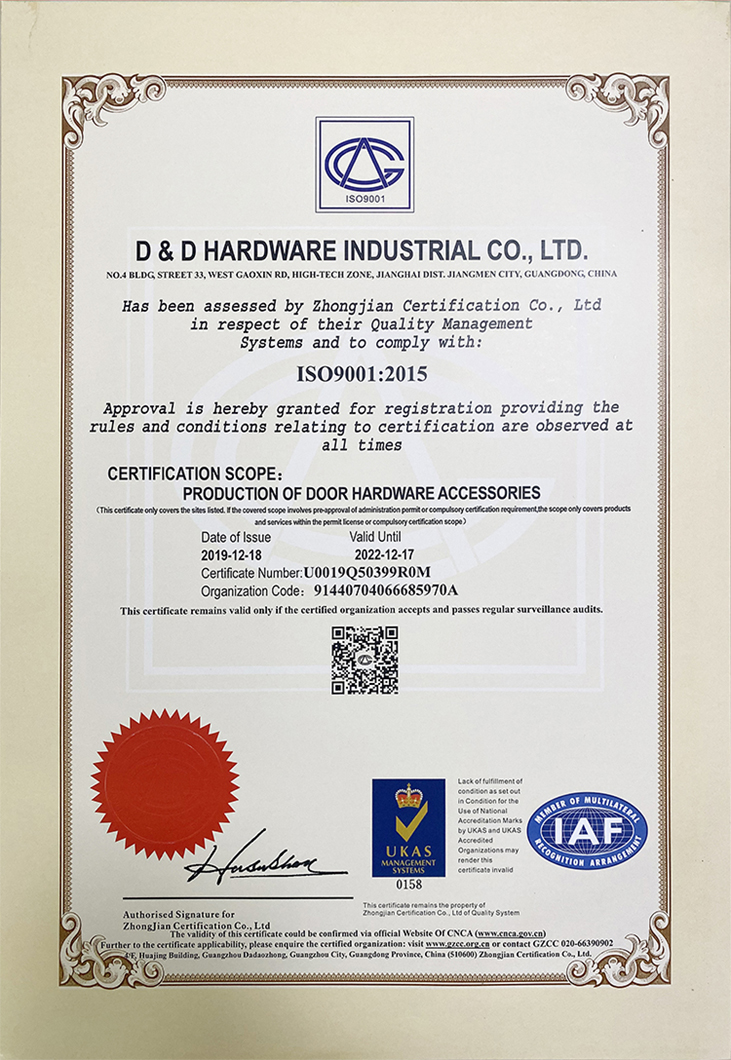 ISO9001
D & D HARDWARE INDUSTRIAL CO., LTD.
NO.4 BLDG, STREET 33, WEST GAOXIN RD, HIGH-TECH ZONE, JIANGHAI DIST. JIANGMEN CITY, GUANGDONG, CHINA
Has been assessed by Zhongjian Certification Co., Ltd
in respect of their Quality Management
Systems and to comply with:
ISO9001:2015
Approval is hereby granted for registration providing the
rules and conditions relating to certification are observed at
all times
CERTIFICATION SCOPE:
PRODUCTION OF DOOR HARDWARE ACCESSORIES
(This certificate only covers the sites listed. If the covered scope involves pre-approval of administration permit or compulsory certification requirement,the scope only covers products
and services within the permit license or compulsory certification scope)
Date of Issue Valid Until
2019-12-18 2022-12-17
Certificate Number:U0019Q50399R0M
Organization Code: 91440704066685970A
This certificate remains valid only if the certified organization accepts and passes regular surveillance audits.
UKAS
MANAGEMENT
SYSTEMS
0158
Lack of fulfillment of
condition as set out
in Condition for the
Use of National
Accreditation Marks
by UKAS and UKAS
Accredited
Organizations may
render this
certificate invalid
MEMBER OF MULTILATERAL
IAF
RECOGNITION ARRANGEMENT
This certificate remains the property of
Zhongjian Certification Co., Ltd of Quality System
Authorised Signature for
ZhongJian Certification Co., Ltd
The validity of this certificate could be confirmed via official Website Of CNCA (www.cnca.gov.cn)
Further to the certificate applicability, please enquire the certified organization: visit www.gzcc.org.cn or contact GZCC 020-66390902
/F, Huajing Building, Guangzhou Dadaozhong, Guangzhou City, Guangdong Province, China (510600) Zhongjian Certification Co., Ltd.